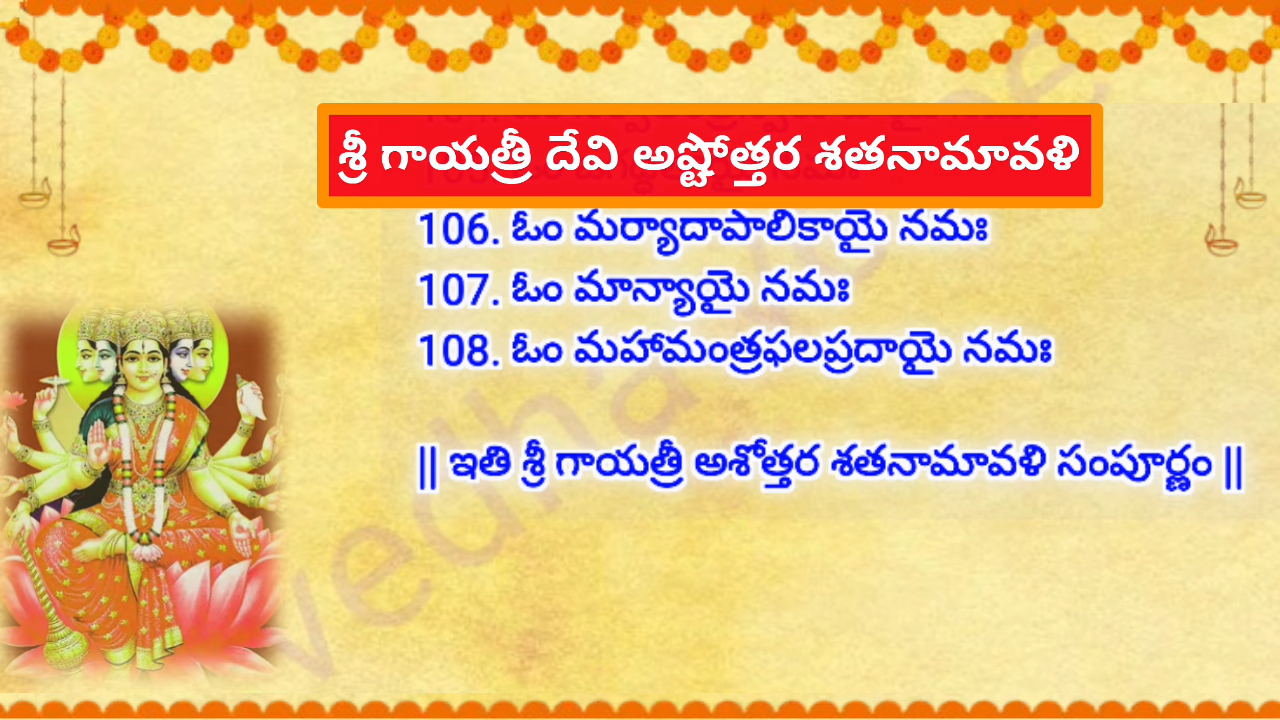 శ్రీ గాయత్రీ దేవి అష్టోత్తర శతనామావళి
106. ఓం మర్యాదాపాలికాయై నమః
107. ఓం మాన్యాయై నమః
108. ఓం మహామంత్రఫలప్రదాయై నమః
|| ఇతి శ్రీ గాయత్రీ అశోత్తర శతనామావళి సంపూర్ణం ||